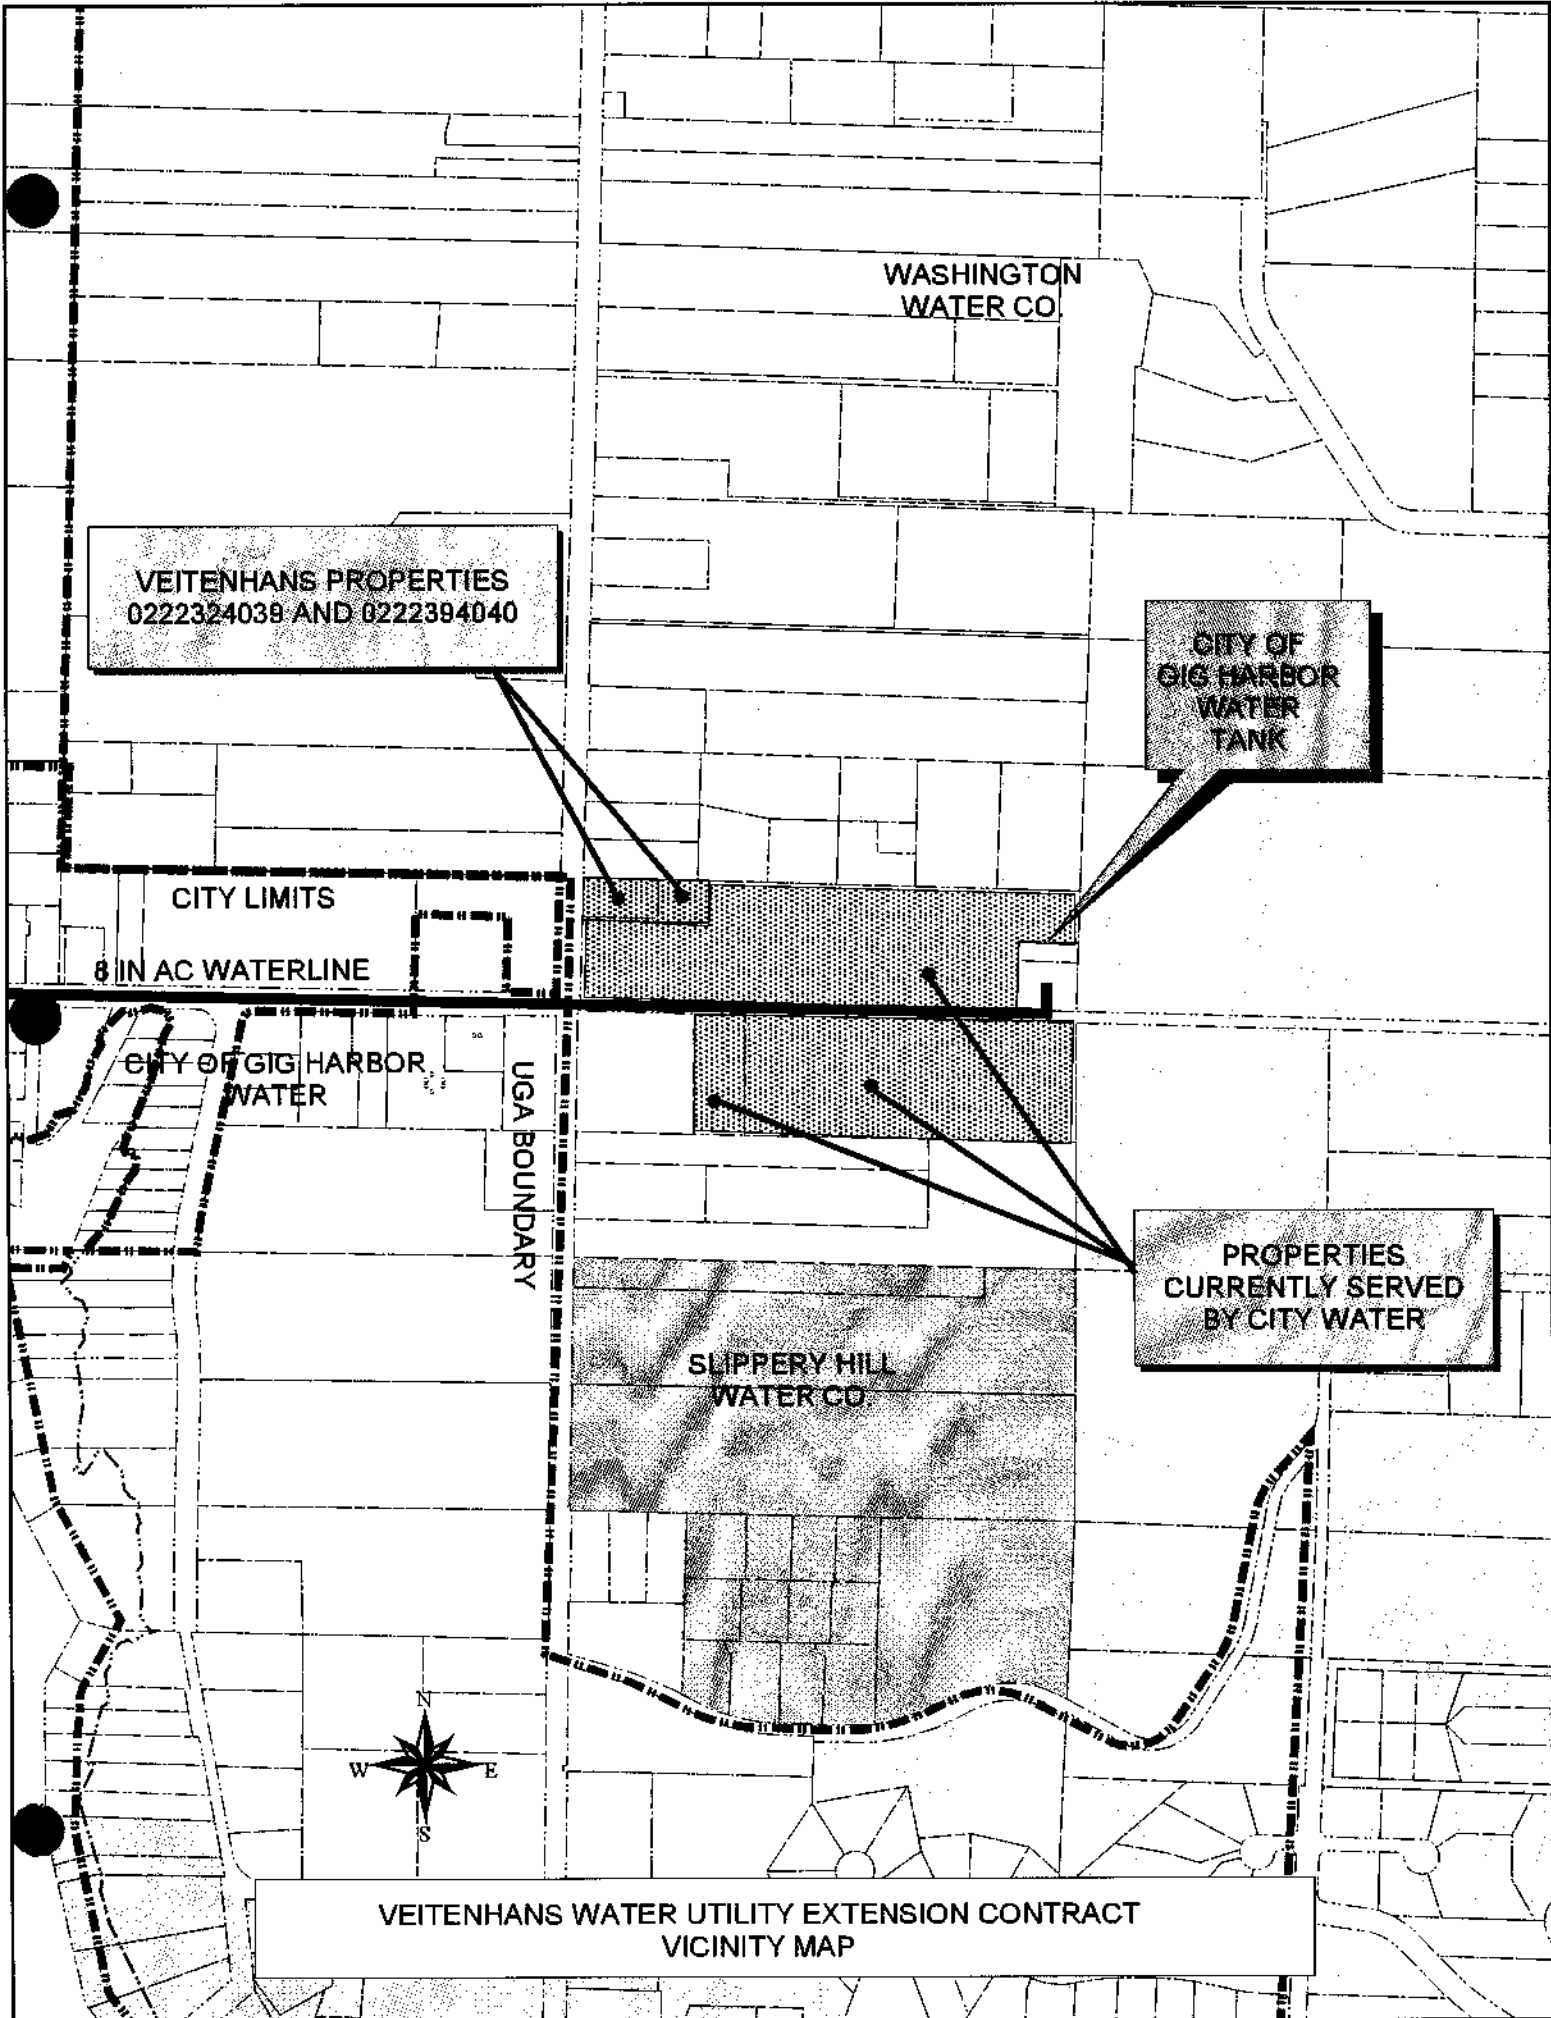 WASHINGTON
WATER CO.
VEITENHANS PROPERTIES
0222324039 AND 0222394040
CITY OF
GIG HARBOR
WATER
TANK
CITY LIMITS
8 IN AC WATERLINE
CITY OF GIG HARBOR
WATER
UGA BOUNDARY
PROPERTIES
CURRENTLY SERVED
BY CITY WATER
SLIPPERY HILL
WATER CO.
N
W E
S
VEITENHANS WATER UTILITY EXTENSION CONTRACT
VICINITY MAP